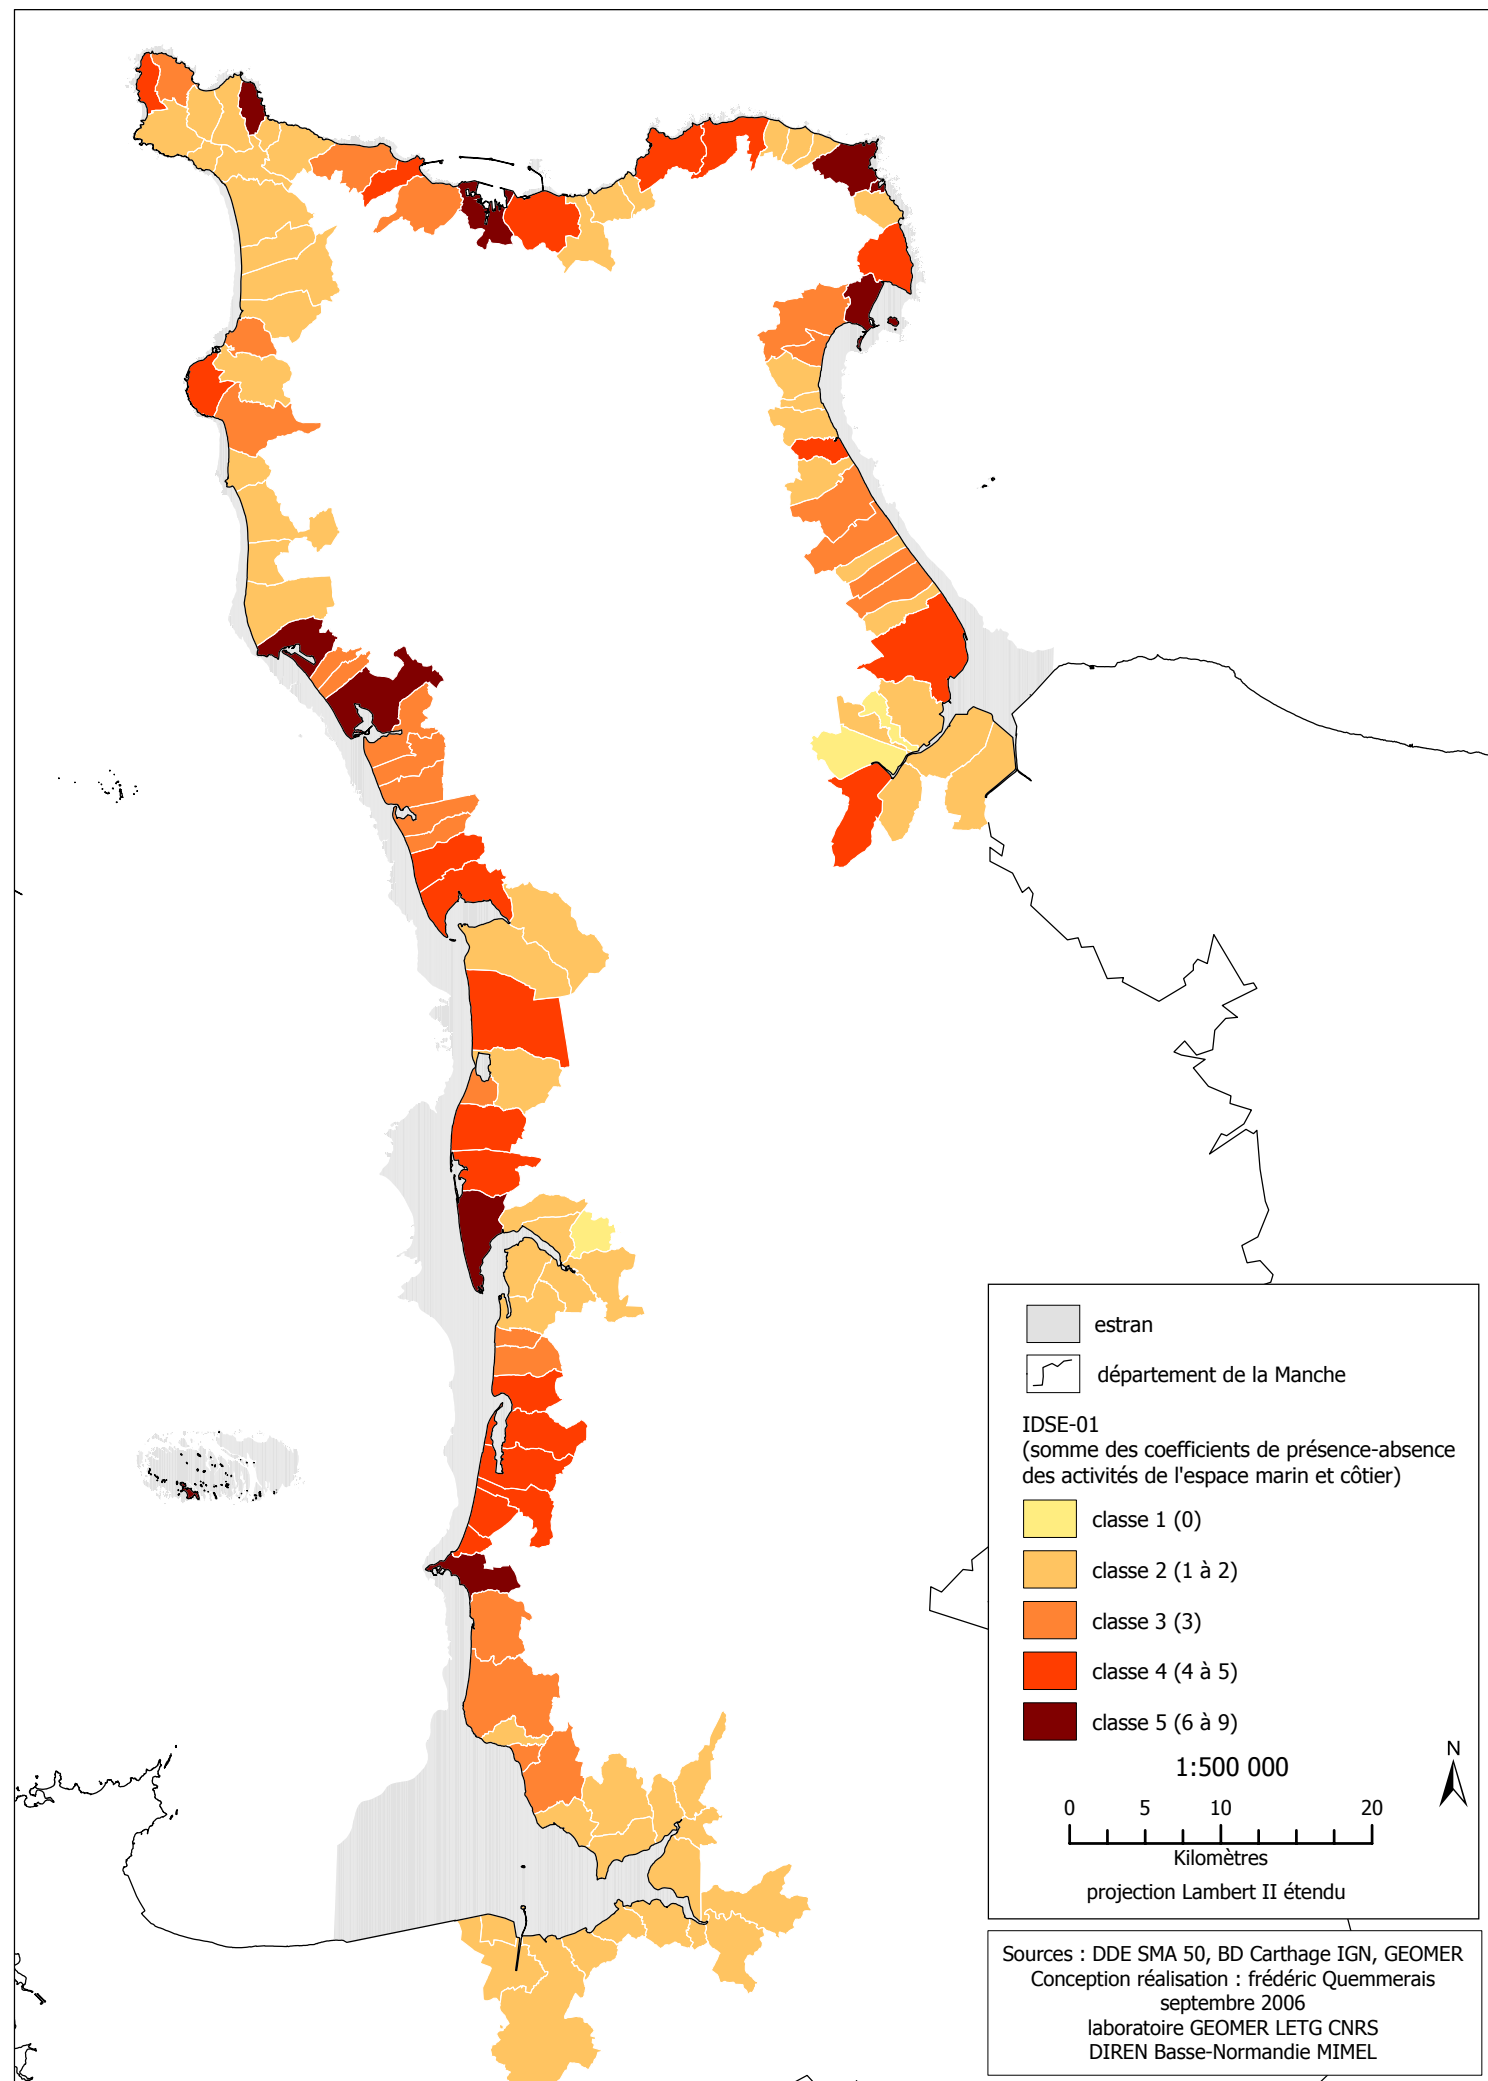 estran
département de la Manche
IDSE-01
(somme des coefficients de présence-absence
des activités de l'espace marin et côtier)
classe 1 (0)
classe 2 (1 à 2)
classe 3 (3)
classe 4 (4 à 5)
classe 5 (6 à 9)
1:500 000
N
0 5 10 20
Kilomètres
projection Lambert II étendu
Sources : DDE SMA 50, BD Carthage IGN, GEOMER
Conception réalisation : frédéric Quemmerais
septembre 2006
laboratoire GEOMER LETG CNRS
DIREN Basse-Normandie MIMEL